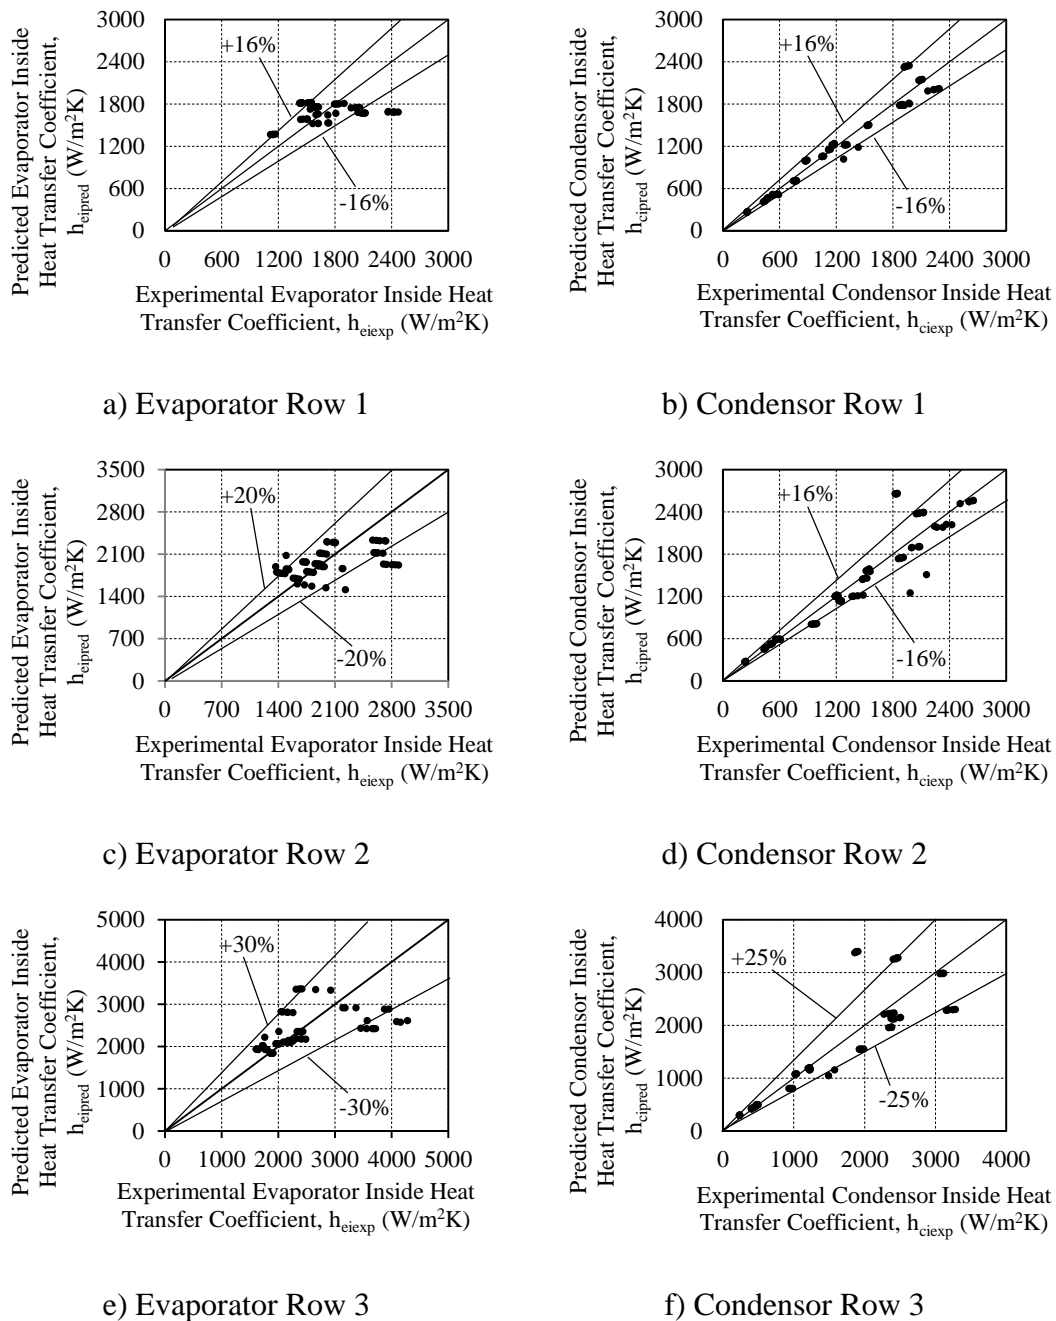 Predicted Evaporator Inside
Heat Transfer Coefficient,
h_eipred (W/m²K)
3000
2400
1800
1200
600
0
+16%
-16%
0 600 1200 1800 2400 3000
Experimental Evaporator Inside Heat
Transfer Coefficient, h_eiexp (W/m²K)
a) Evaporator Row 1
Predicted Condensor Inside
Heat Transfer Coefficient,
h_cipred (W/m²K)
3000
2400
1800
1200
600
0
+16%
-16%
0 600 1200 1800 2400 3000
Experimental Condensor Inside Heat
Transfer Coefficient, h_ciexp (W/m²K)
b) Condensor Row 1
Predicted Evaporator Inside
Heat Trasnfer Coefficient,
h_eipred (W/m²K)
3500
2800
2100
1400
700
0
+20%
-20%
0 700 1400 2100 2800 3500
Experimental Evaporator Inside Heat
Transfer Coefficient, h_eiexp (W/m²K)
c) Evaporator Row 2
Predicted Condensor Inside
Heat Transfer Coefficient,
h_cipred (W/m²K)
3000
2400
1800
1200
600
0
+16%
-16%
0 600 1200 1800 2400 3000
Experimental Condensor Inside Heat
Transfer Coefficient, h_ciexp (W/m²K)
d) Condensor Row 2
Predicted Evaporator Inside
Heat Transfer Coefficient,
h_eipred (W/m²K)
5000
4000
3000
2000
1000
0
+30%
-30%
0 1000 2000 3000 4000 5000
Experimental Evaporator Inside Heat
Transfer Coefficient, h_eiexp (W/m²K)
e) Evaporator Row 3
Predicted Condensor Inside
Heat Transfer Coefficient,
h_cipred (W/m²K)
4000
3000
2000
1000
0
+25%
-25%
0 1000 2000 3000 4000
Experimental Condensor Inside Heat
Transfer Coefficient, h_ciexp (W/m²K)
f) Condensor Row 3